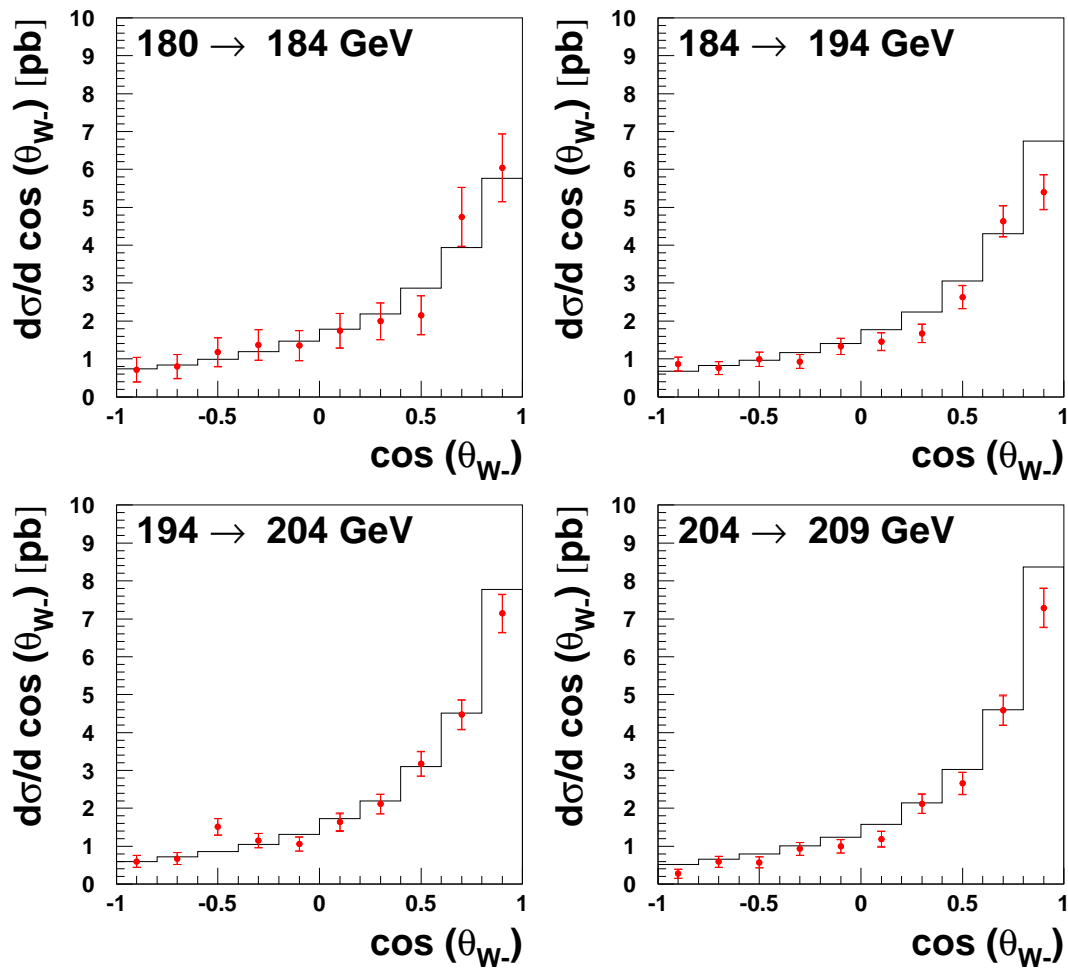 180 → 184 GeV
dσ/d cos (θW-) [pb]
10
9
8
7
6
5
4
3
2
1
0
-1 -0.5 0 0.5 1
cos (θW-)
184 → 194 GeV
dσ/d cos (θW-) [pb]
10
9
8
7
6
5
4
3
2
1
0
-1 -0.5 0 0.5 1
cos (θW-)
194 → 204 GeV
dσ/d cos (θW-) [pb]
10
9
8
7
6
5
4
3
2
1
0
-1 -0.5 0 0.5 1
cos (θW-)
204 → 209 GeV
dσ/d cos (θW-) [pb]
10
9
8
7
6
5
4
3
2
1
0
-1 -0.5 0 0.5 1
cos (θW-)